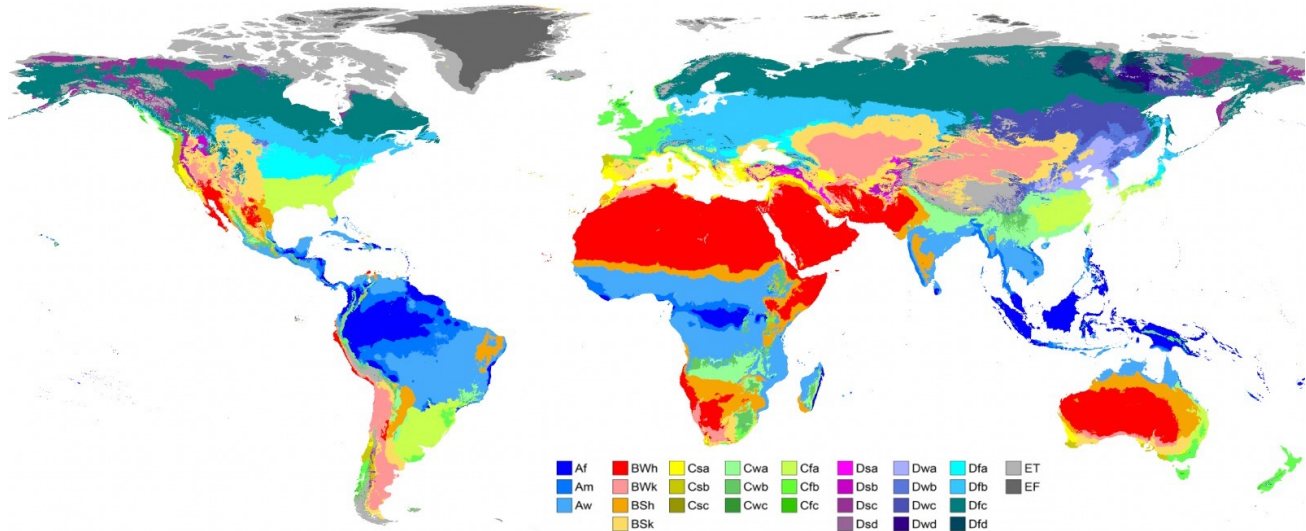 Af BWh Csa Cwa Cfa Dsa Dwa Dfa ET
Am BWk Csb Cwb Cfb Dsb Dwb Dfb EF
Aw BSh Csc Cwc Cfc Dsc Dwc Dfc
BSk Dsd Dwd Dfd